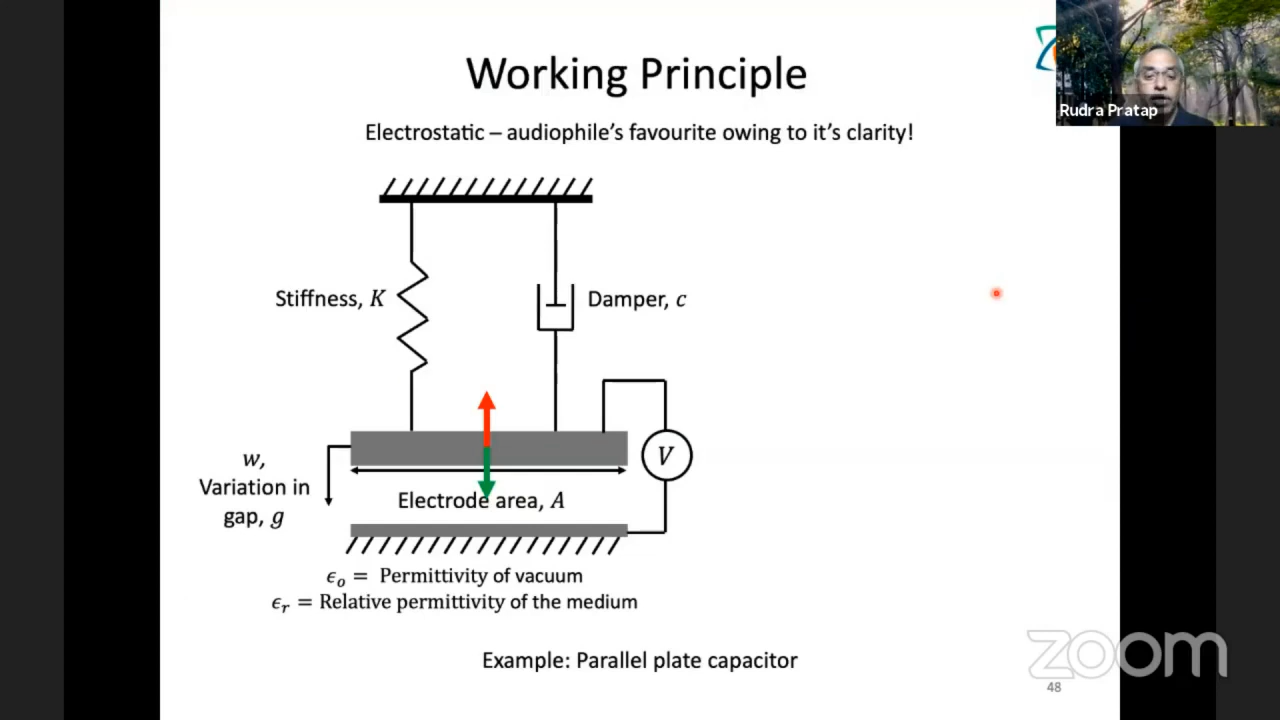 Working Principle
Rudra Pratap
Electrostatic – audiophile's favourite owing to it's clarity!
Stiffness, K
Damper, c
w,
Variation in
gap, g
V
Electrode area, A
ϵo = Permittivity of vacuum
ϵr = Relative permittivity of the medium
Example: Parallel plate capacitor
zoom
48